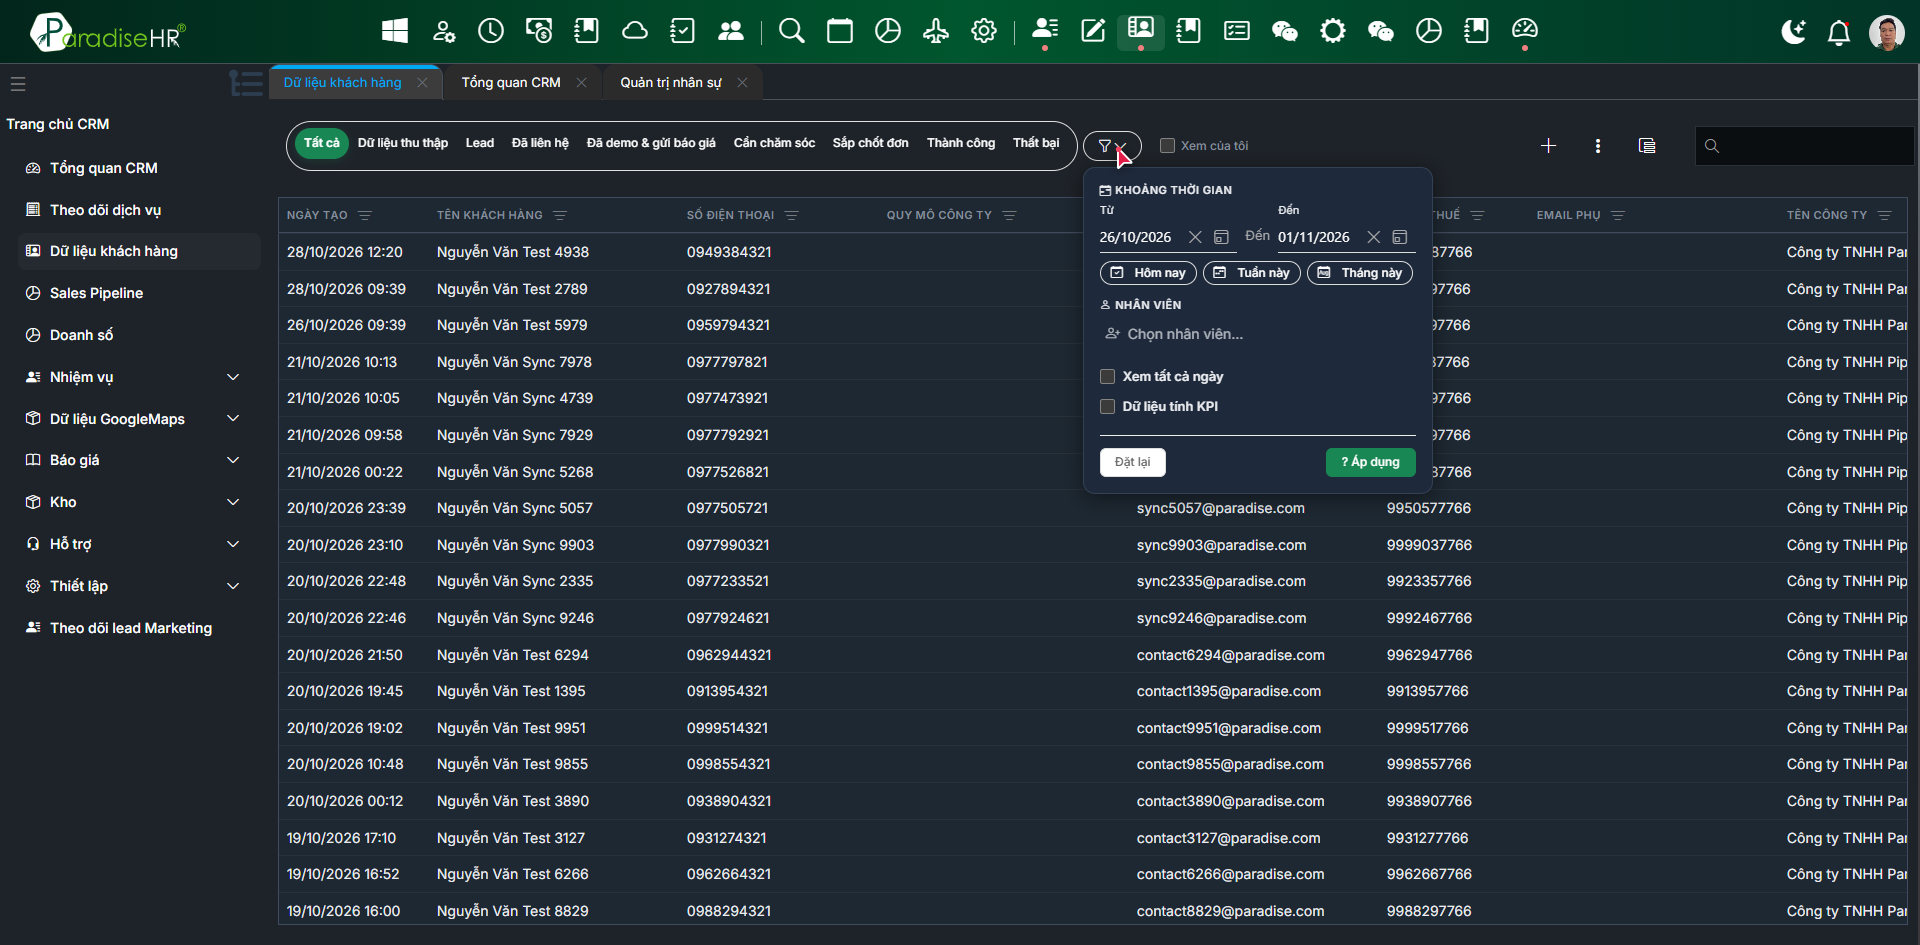 ParadiseHR®
Dữ liệu khách hàng
Tổng quan CRM
Quản trị nhân sự
Trang chủ CRM
Tổng quan CRM
Theo dõi dịch vụ
Dữ liệu khách hàng
Sales Pipeline
Doanh số
Nhiệm vụ
Dữ liệu GoogleMaps
Báo giá
Kho
Hỗ trợ
Thiết lập
Theo dõi lead Marketing
Tất cả Dữ liệu thu thập Lead Đã liên hệ Đã demo & gửi báo giá Cần chăm sóc Sắp chốt đơn Thành công Thất bại
Xem của tôi
NGÀY TẠO TÊN KHÁCH HÀNG SỐ ĐIỆN THOẠI QUY MÔ CÔNG TY THUẾ EMAIL PHỤ TÊN CÔNG TY
28/10/2026 12:20 Nguyễn Văn Test 4938 0949384321 37766 Công ty TNHH Par
28/10/2026 09:39 Nguyễn Văn Test 2789 0927894321 97766 Công ty TNHH Par
26/10/2026 09:39 Nguyễn Văn Test 5979 0959794321 97766 Công ty TNHH Par
21/10/2026 10:13 Nguyễn Văn Sync 7978 0977797821 37766 Công ty TNHH Pip
21/10/2026 10:05 Nguyễn Văn Sync 4739 0977473921 97766 Công ty TNHH Pip
21/10/2026 09:58 Nguyễn Văn Sync 7929 0977792921 97766 Công ty TNHH Pip
21/10/2026 00:22 Nguyễn Văn Sync 5268 0977526821 37766 Công ty TNHH Pip
20/10/2026 23:39 Nguyễn Văn Sync 5057 0977505721 sync5057@paradise.com 9950577766 Công ty TNHH Pip
20/10/2026 23:10 Nguyễn Văn Sync 9903 0977990321 sync9903@paradise.com 9999037766 Công ty TNHH Pip
20/10/2026 22:48 Nguyễn Văn Sync 2335 0977233521 sync2335@paradise.com 9923357766 Công ty TNHH Pip
20/10/2026 22:46 Nguyễn Văn Sync 9246 0977924621 sync9246@paradise.com 9992467766 Công ty TNHH Pip
20/10/2026 21:50 Nguyễn Văn Test 6294 0962944321 contact6294@paradise.com 9962947766 Công ty TNHH Par
20/10/2026 19:45 Nguyễn Văn Test 1395 0913954321 contact1395@paradise.com 9913957766 Công ty TNHH Par
20/10/2026 19:02 Nguyễn Văn Test 9951 0999514321 contact9951@paradise.com 9999517766 Công ty TNHH Par
20/10/2026 10:48 Nguyễn Văn Test 9855 0998554321 contact9855@paradise.com 9998557766 Công ty TNHH Par
20/10/2026 00:12 Nguyễn Văn Test 3890 0938904321 contact3890@paradise.com 9938907766 Công ty TNHH Par
19/10/2026 17:10 Nguyễn Văn Test 3127 0931274321 contact3127@paradise.com 9931277766 Công ty TNHH Par
19/10/2026 16:52 Nguyễn Văn Test 6266 0962664321 contact6266@paradise.com 9962667766 Công ty TNHH Par
19/10/2026 16:00 Nguyễn Văn Test 8829 0988294321 contact8829@paradise.com 9988297766 Công ty TNHH Par
KHOẢNG THỜI GIAN
Từ Đến
26/10/2026 Đến 01/11/2026
Hôm nay Tuần này Tháng này
NHÂN VIÊN
Chọn nhân viên...
Xem tất cả ngày
Dữ liệu tính KPI
Đặt lại ? Áp dụng